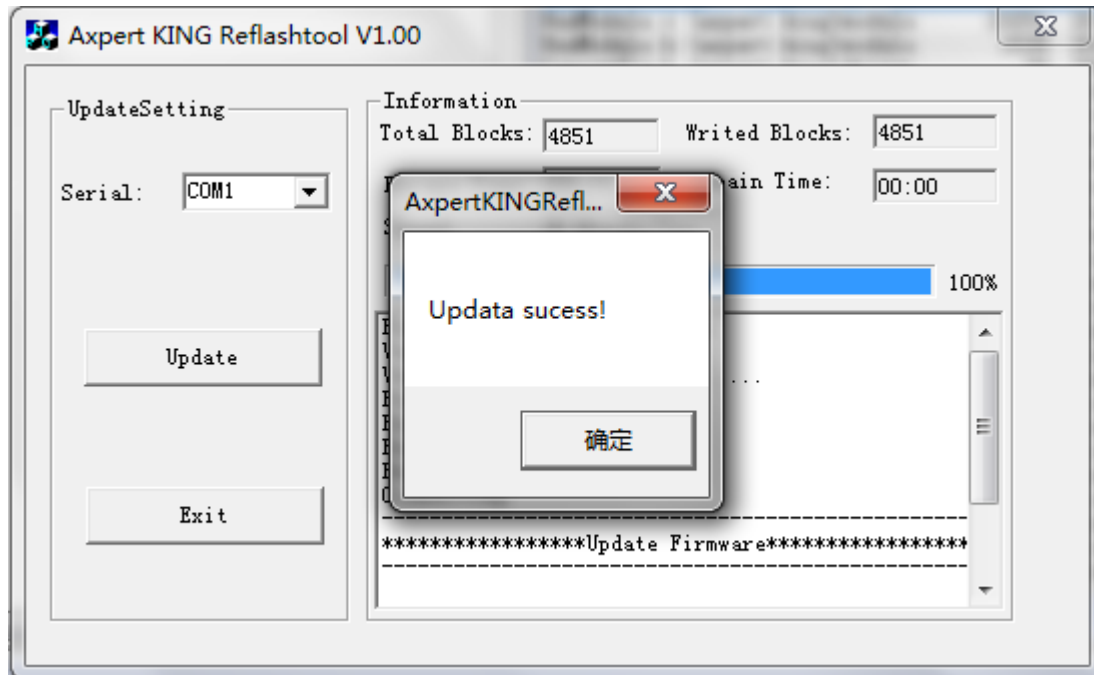 Axpert KING Reflashtool V1.00
UpdateSetting
Serial: COM1
Update
Exit
Information
Total Blocks: 4851 Writed Blocks: 4851
ain Time: 00:00
100%
AxpertKINGRefl...
Updata sucess!
确定
...
*****************Update Firmware*****************